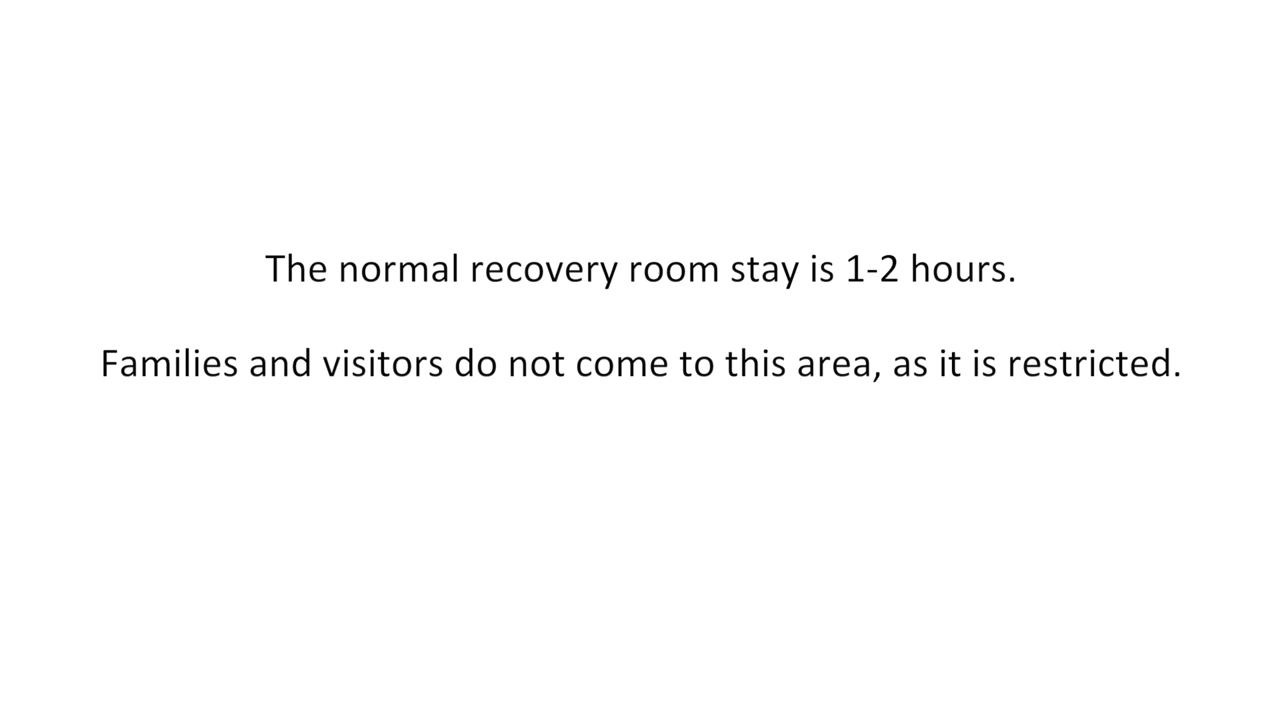 The normal recovery room stay is 1-2 hours.
Families and visitors do not come to this area, as it is restricted.